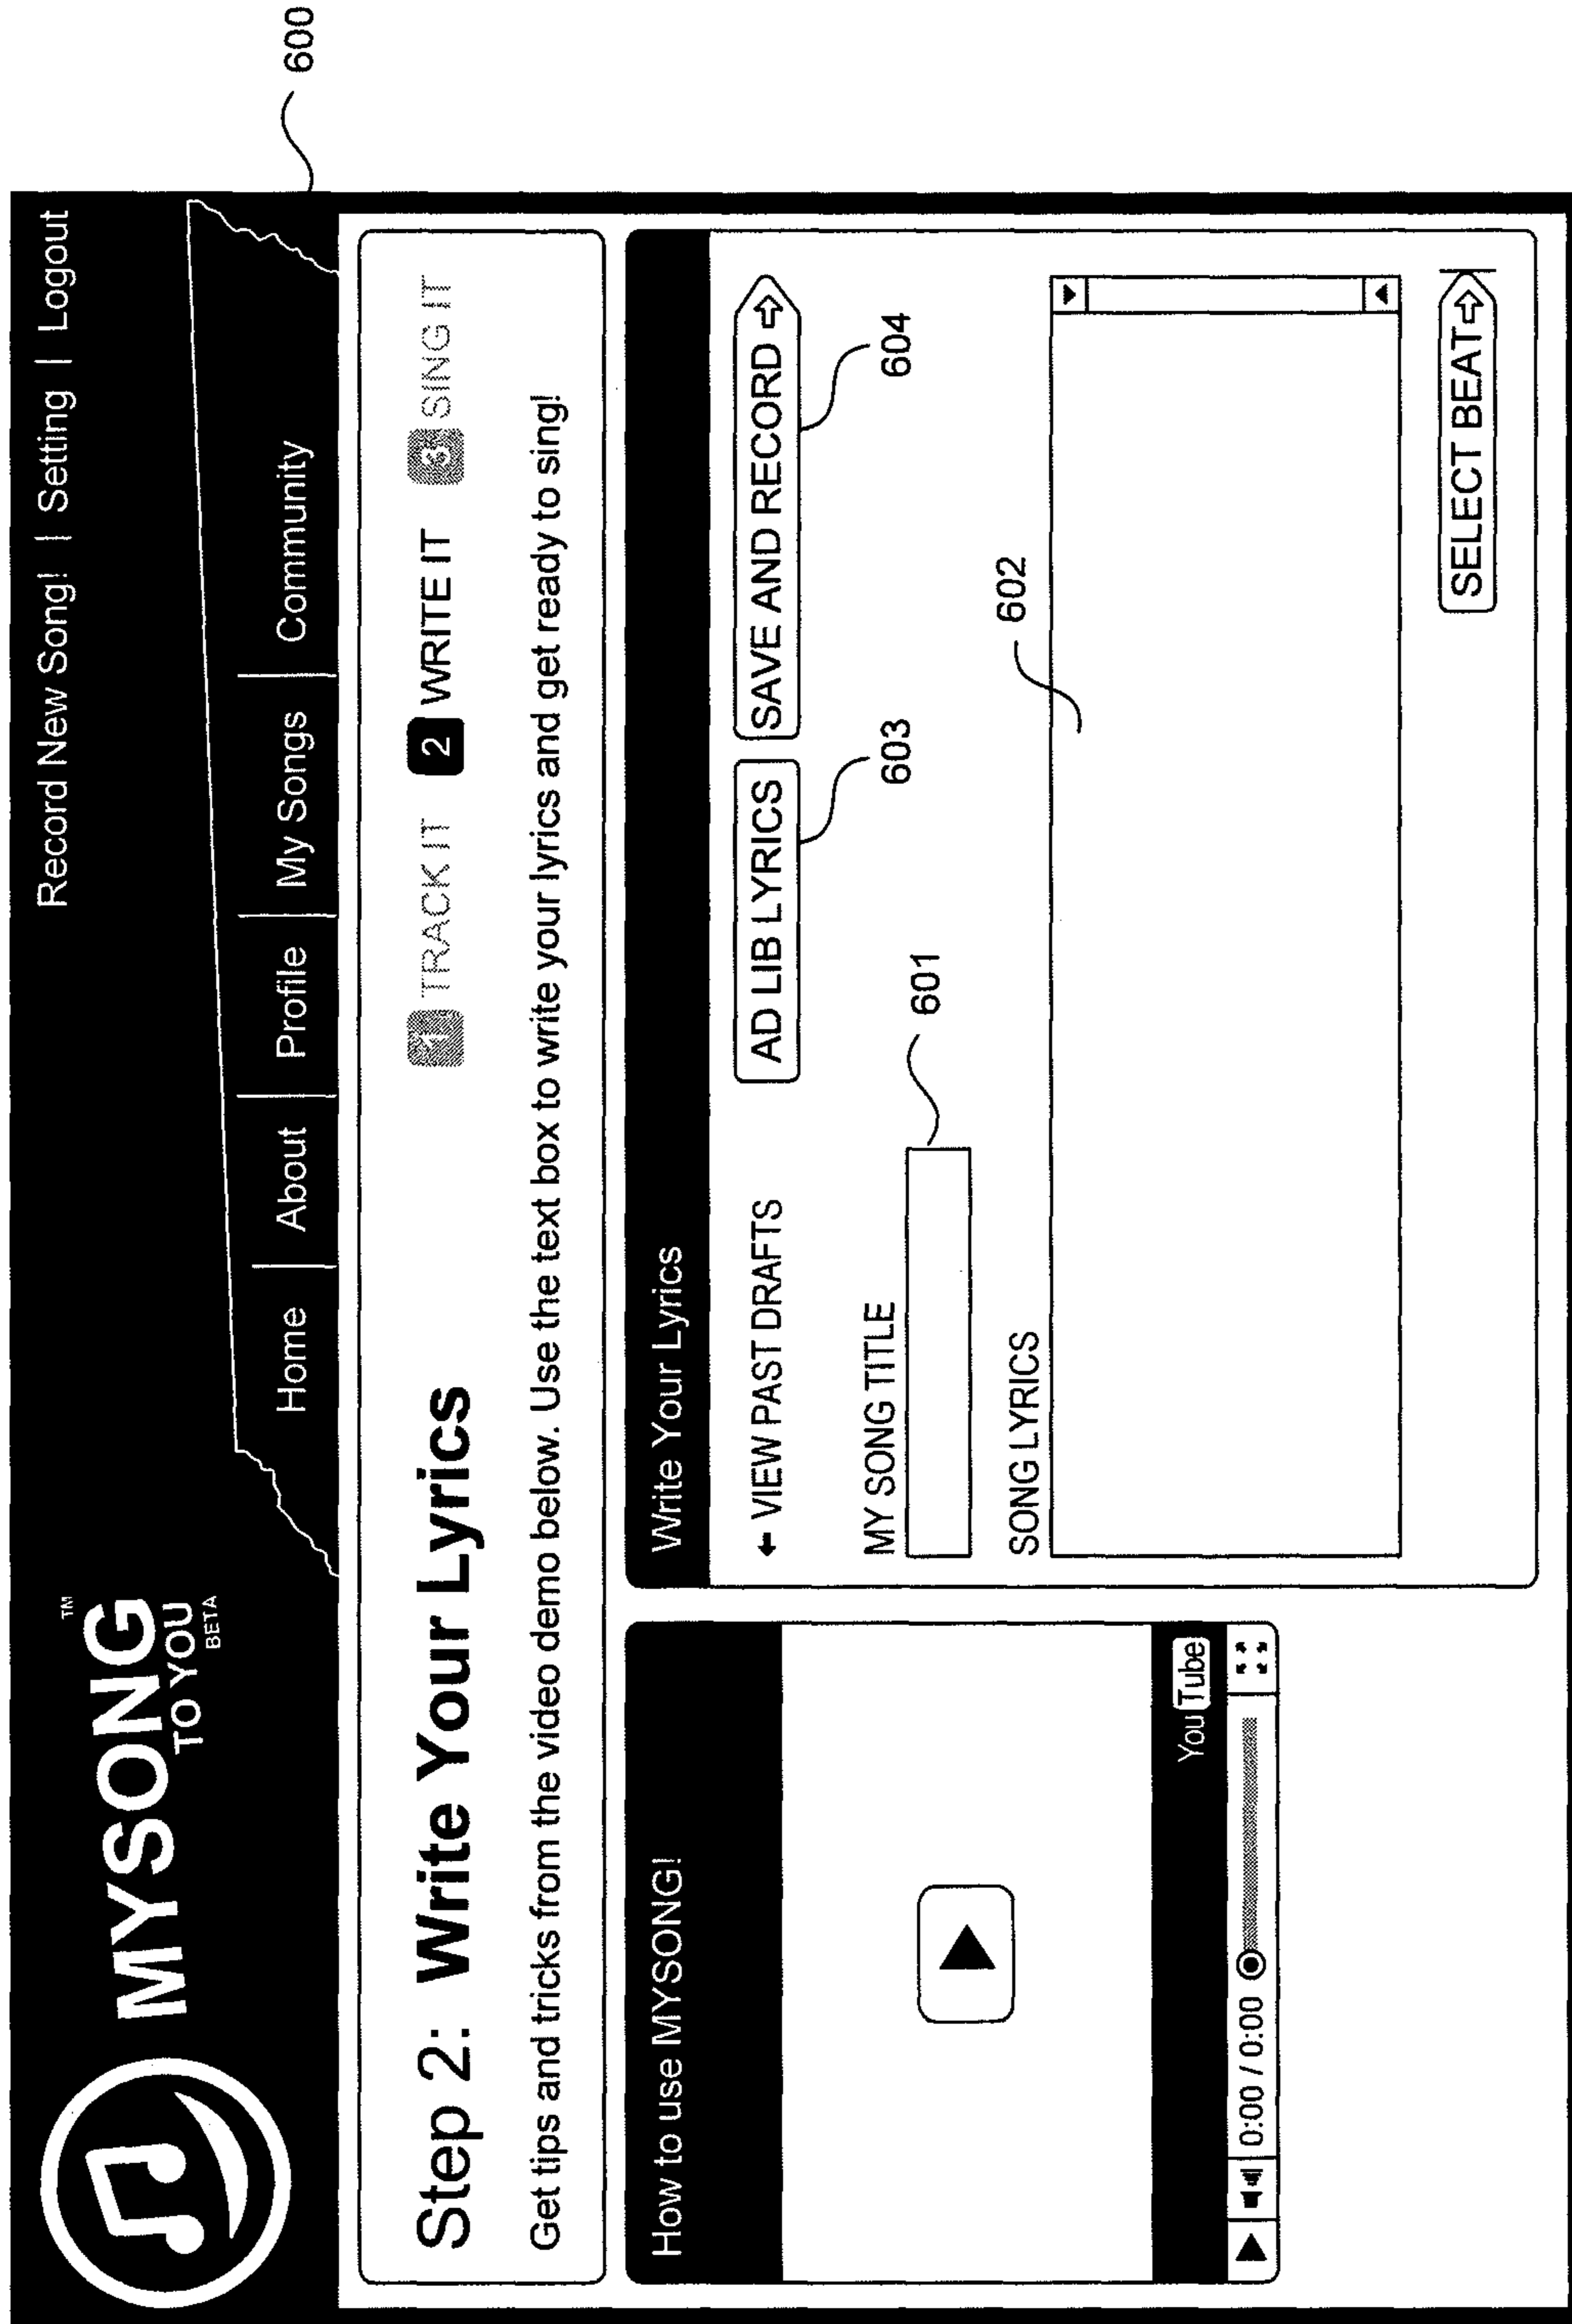 MYSONG™
TO YOU
BETA
Record New Song! | Setting | Logout
Home | About | Profile | My Songs | Community
600
Step 2: Write Your Lyrics
1 TRACK IT 2 WRITE IT 3 SING IT
Get tips and tricks from the video demo below. Use the text box to write your lyrics and get ready to sing!
How to use MYSONG!
YouTube
0:00 / 0:00
Write Your Lyrics
← VIEW PAST DRAFTS
AD LIB LYRICS
SAVE AND RECORD ⇨
603
604
MY SONG TITLE
601
SONG LYRICS
602
SELECT BEAT⇨